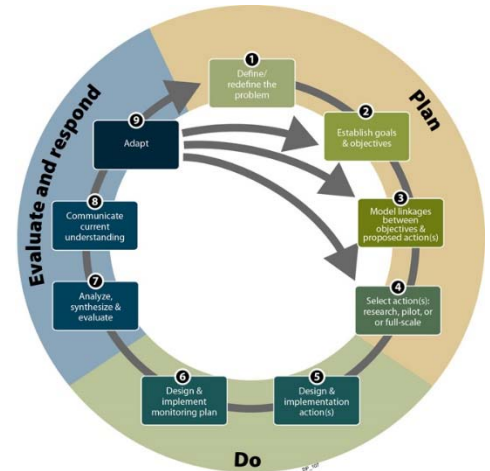 1
Define/
redefine the
problem
2
Establish goals
& objectives
3
Model linkages
between
objectives &
proposed action(s)
4
Select action(s):
research, pilot, or
or full-scale
5
Design &
implementation
action(s)
6
Design &
implement
monitoring plan
7
Analyze,
synthesize &
evaluate
8
Communicate
current
understanding
9
Adapt
Plan
Do
Evaluate and respond